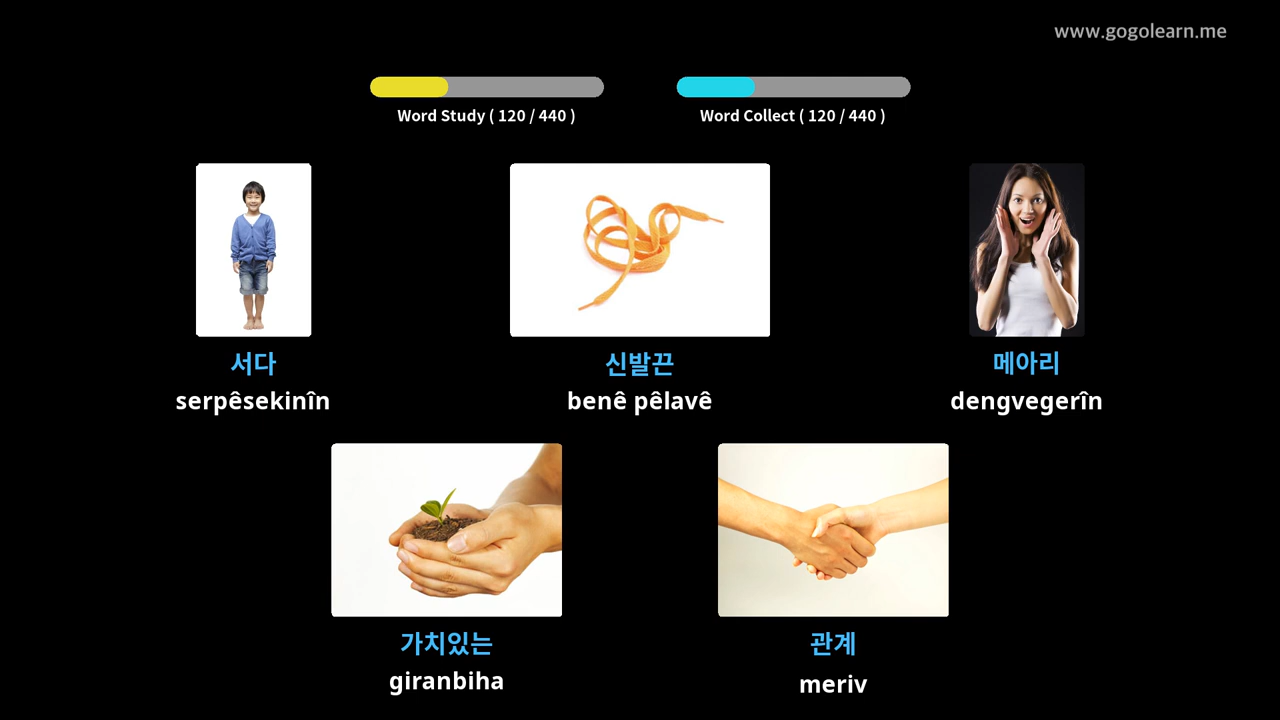 www.gogolearn.me
Word Study ( 120 / 440 )
Word Collect ( 120 / 440 )
서다
serpêsekinîn
신발끈
benê pêlavê
메아리
dengvegerîn
가치있는
giranbiha
관계
meriv